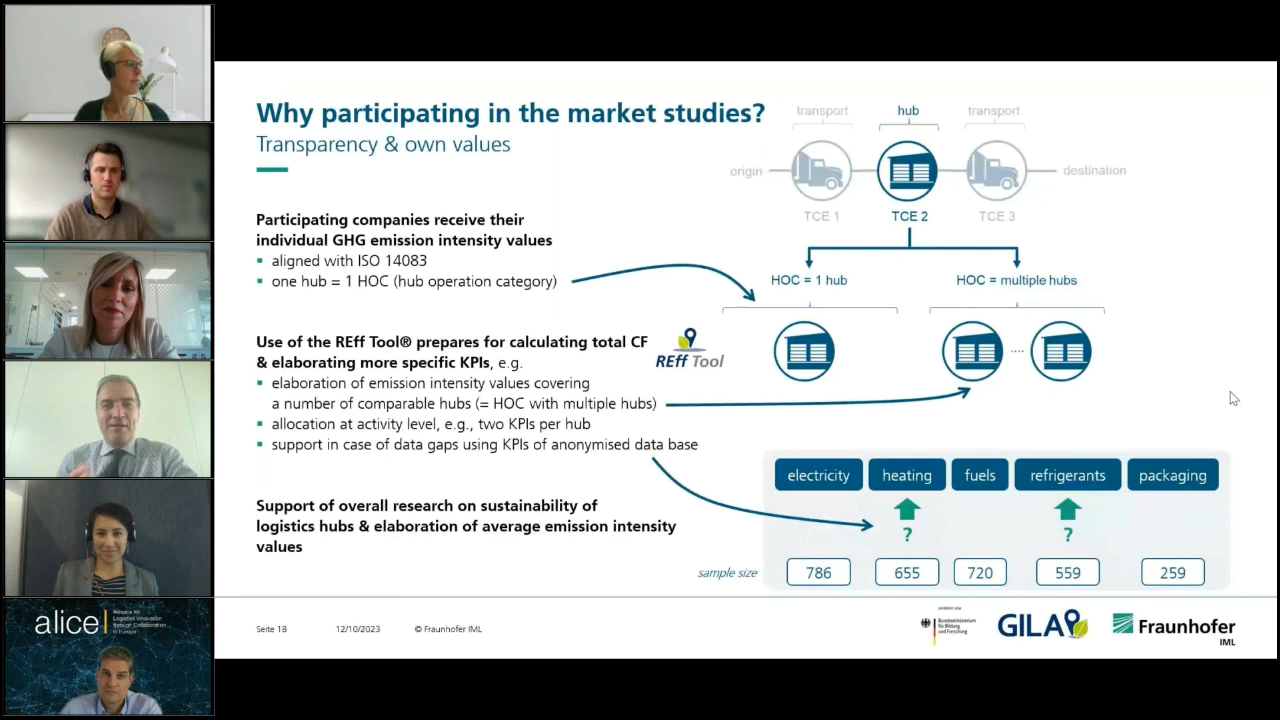 Why participating in the market studies?
Transparency & own values
Participating companies receive their
individual GHG emission intensity values
aligned with ISO 14083
one hub = 1 HOC (hub operation category)
Use of the REff Tool® prepares for calculating total CF
& elaborating more specific KPIs, e.g.
elaboration of emission intensity values covering
a number of comparable hubs (= HOC with multiple hubs)
allocation at activity level, e.g., two KPIs per hub
support in case of data gaps using KPIs of anonymised data base
Support of overall research on sustainability of
logistics hubs & elaboration of average emission intensity
values
REff Tool
transport hub transport
origin destination
TCE 1 TCE 2 TCE 3
HOC = 1 hub HOC = multiple hubs
....
electricity heating fuels refrigerants packaging
? ?
sample size 786 655 720 559 259
Seite 18 12/10/2023 © Fraunhofer IML
Bundesministerium
für Bildung
und Forschung
GILA
Fraunhofer
IML
alice
Alliance for
Logistics Innovation
through Collaboration
in Europe